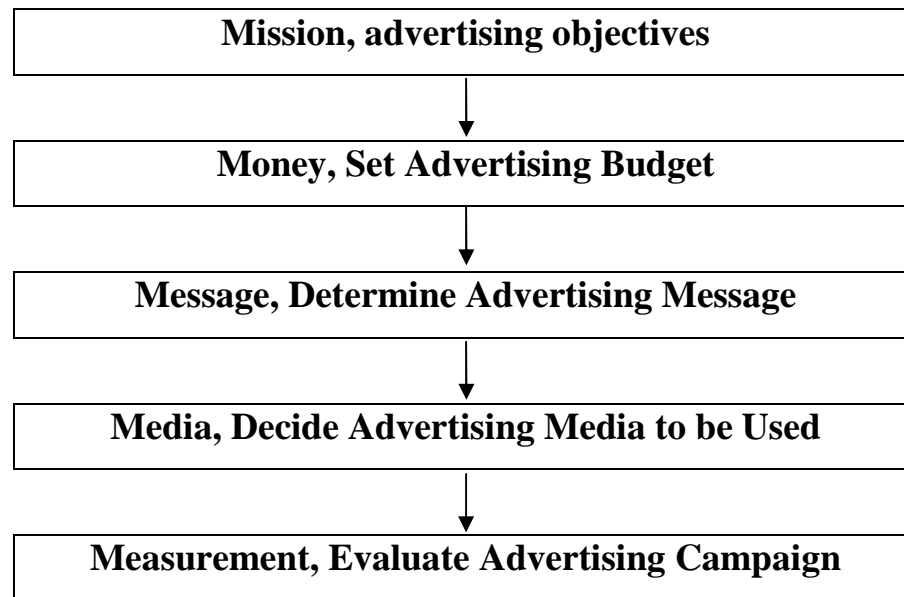 Mission, advertising objectives
Money, Set Advertising Budget
Message, Determine Advertising Message
Media, Decide Advertising Media to be Used
Measurement, Evaluate Advertising Campaign